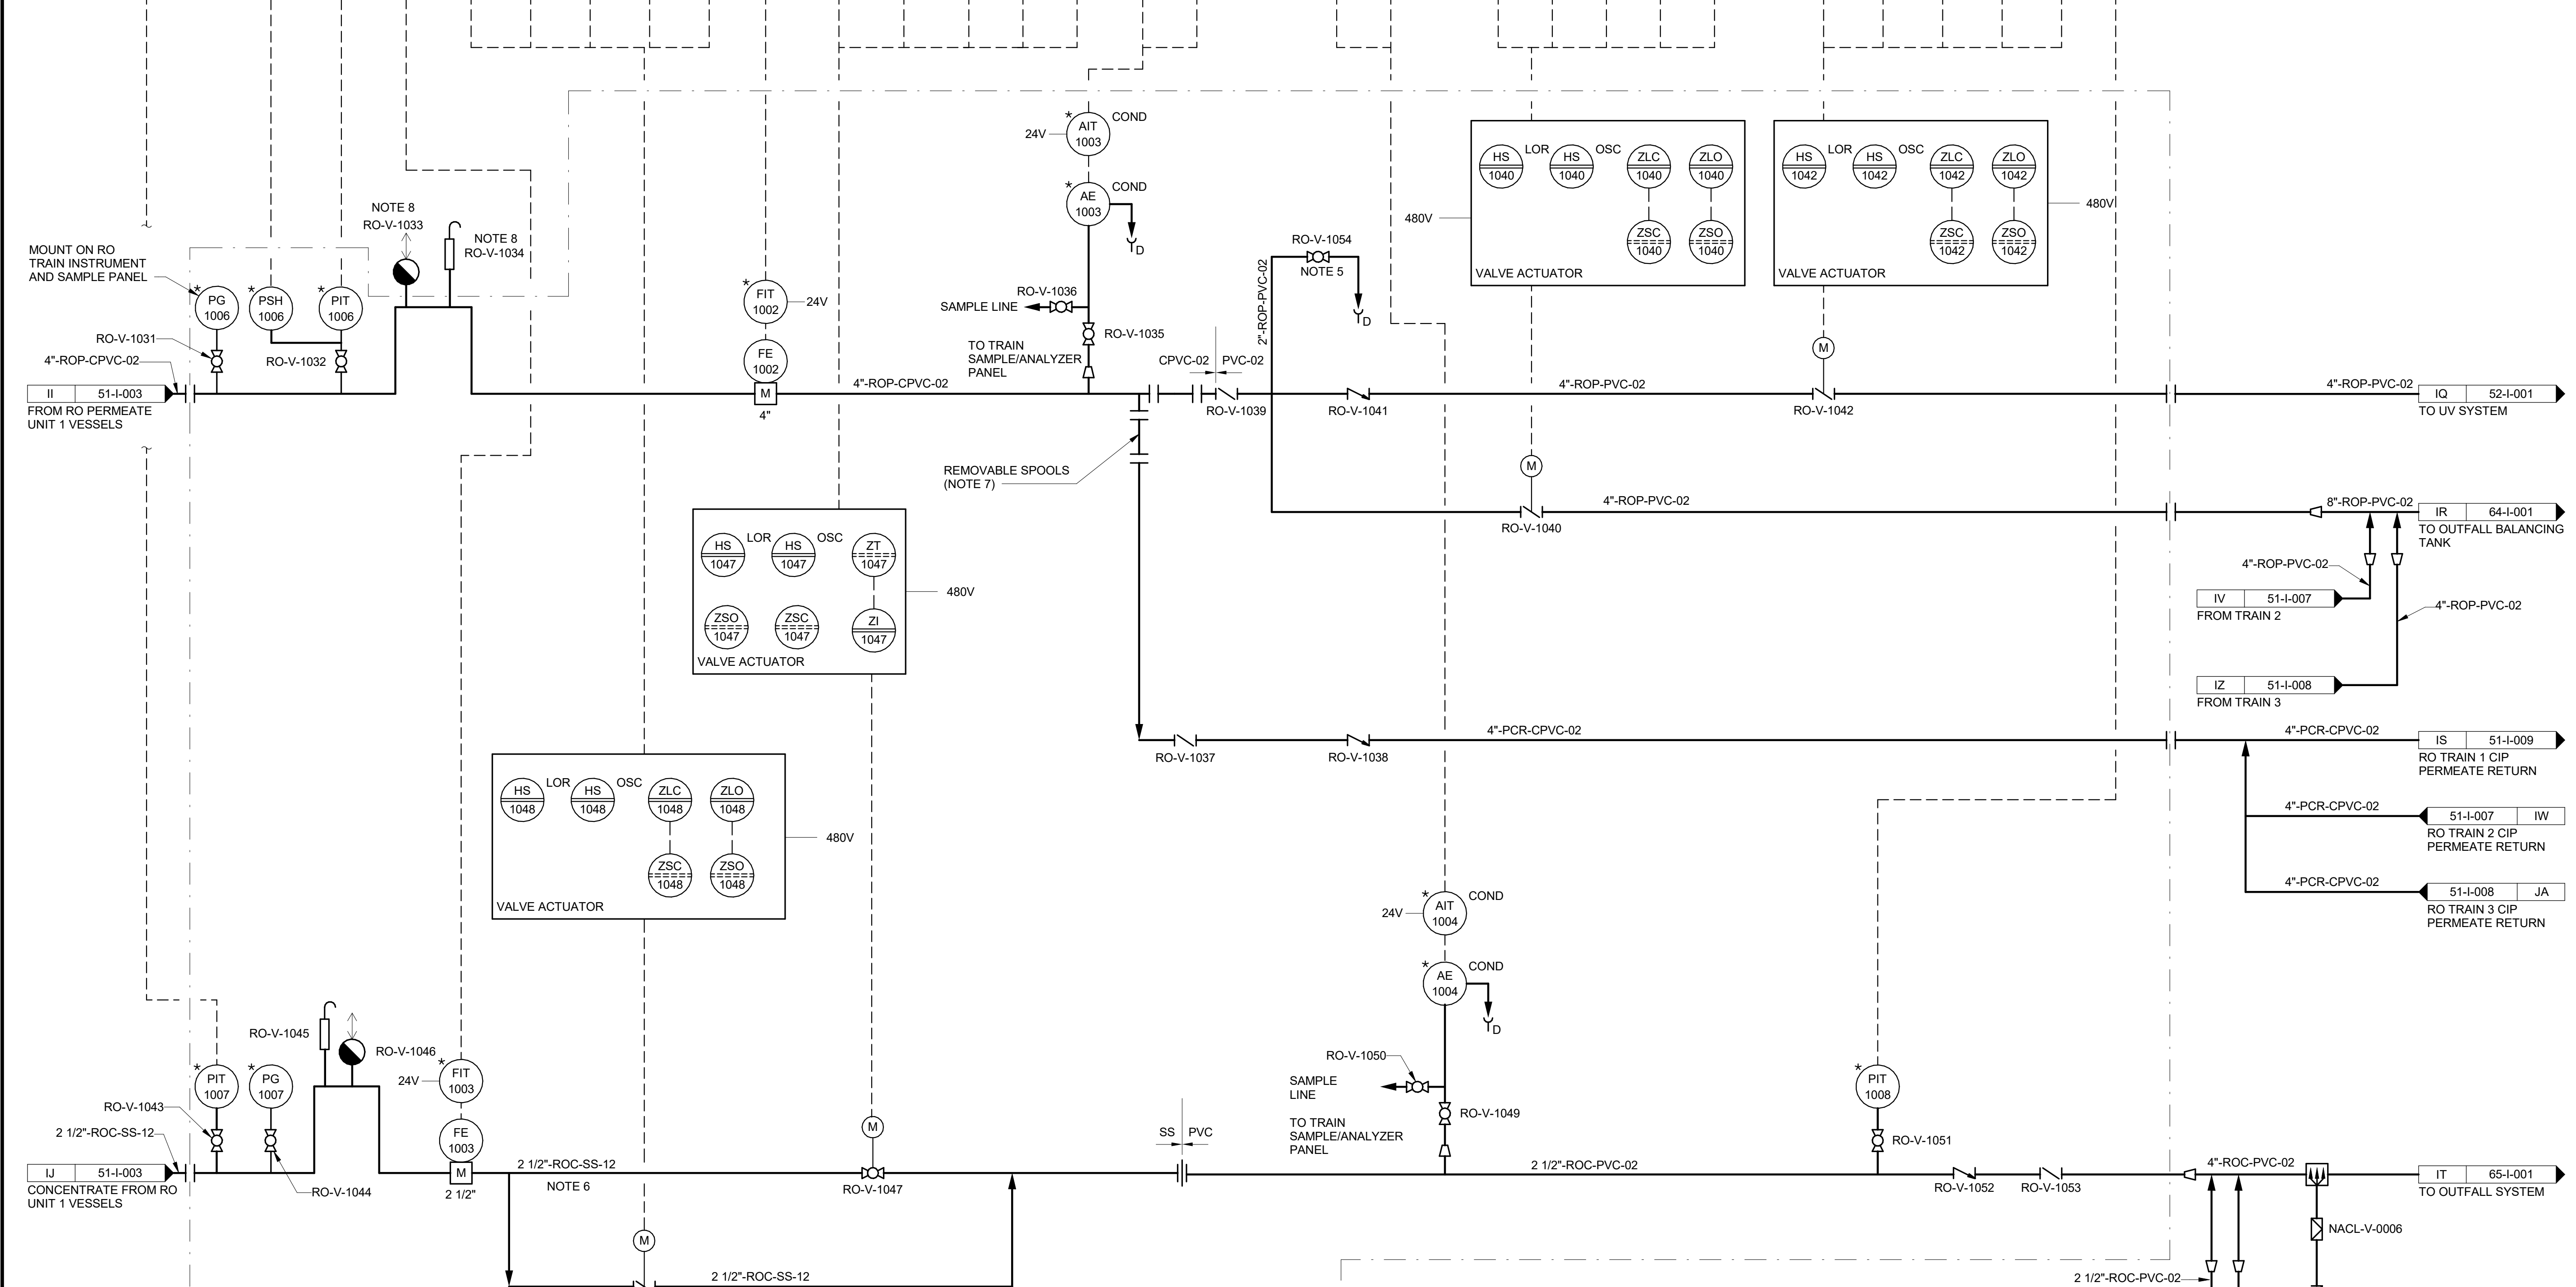 *
AIT
1003
COND
24V
*
AE
1003
COND
D
HS
1040
LOR
HS
1040
OSC
ZLC
1040
ZLO
1040
ZSC
1040
ZSO
1040
VALVE ACTUATOR
480V
HS
1042
LOR
HS
1042
OSC
ZLC
1042
ZLO
1042
ZSC
1042
ZSO
1042
VALVE ACTUATOR
480V
NOTE 8
RO-V-1033
NOTE 8
RO-V-1034
MOUNT ON RO
TRAIN INSTRUMENT
AND SAMPLE PANEL
*
PG
1006
*
PSH
1006
*
PIT
1006
RO-V-1031
RO-V-1032
4"-ROP-CPVC-02
II 51-I-003
FROM RO PERMEATE
UNIT 1 VESSELS
*
FIT
1002
24V
FE
1002
M
4"
4"-ROP-CPVC-02
RO-V-1036
SAMPLE LINE
RO-V-1035
TO TRAIN
SAMPLE/ANALYZER
PANEL
CPVC-02
PVC-02
RO-V-1039
2"-ROP-PVC-02
RO-V-1054
NOTE 5
D
RO-V-1041
4"-ROP-PVC-02
M
RO-V-1042
4"-ROP-PVC-02
IQ 52-I-001
TO UV SYSTEM
REMOVABLE SPOOLS
(NOTE 7)
M
RO-V-1040
4"-ROP-PVC-02
8"-ROP-PVC-02
IR 64-I-001
TO OUTFALL BALANCING
TANK
4"-ROP-PVC-02
IV 51-I-007
FROM TRAIN 2
4"-ROP-PVC-02
IZ 51-I-008
FROM TRAIN 3
HS
1047
LOR
HS
1047
OSC
ZT
1047
ZSO
1047
ZSC
1047
ZI
1047
VALVE ACTUATOR
480V
RO-V-1037
RO-V-1038
4"-PCR-CPVC-02
4"-PCR-CPVC-02
IS 51-I-009
RO TRAIN 1 CIP
PERMEATE RETURN
4"-PCR-CPVC-02
51-I-007 IW
RO TRAIN 2 CIP
PERMEATE RETURN
4"-PCR-CPVC-02
51-I-008 JA
RO TRAIN 3 CIP
PERMEATE RETURN
HS
1048
LOR
HS
1048
OSC
ZLC
1048
ZLO
1048
ZSC
1048
ZSO
1048
VALVE ACTUATOR
480V
*
AIT
1004
COND
24V
*
AE
1004
COND
D
RO-V-1050
SAMPLE
LINE
RO-V-1049
TO TRAIN
SAMPLE/ANALYZER
PANEL
RO-V-1045
RO-V-1046
*
PIT
1007
*
PG
1007
RO-V-1043
2 1/2"-ROC-SS-12
IJ 51-I-003
CONCENTRATE FROM RO
UNIT 1 VESSELS
RO-V-1044
*
FIT
1003
24V
FE
1003
M
2 1/2"
2 1/2"-ROC-SS-12
NOTE 6
M
RO-V-1047
SS
PVC
2 1/2"-ROC-PVC-02
*
PIT
1008
RO-V-1051
RO-V-1052
RO-V-1053
4"-ROC-PVC-02
IT 65-I-001
TO OUTFALL SYSTEM
NACL-V-0006
M
2 1/2"-ROC-SS-12
2 1/2"-ROC-PVC-02